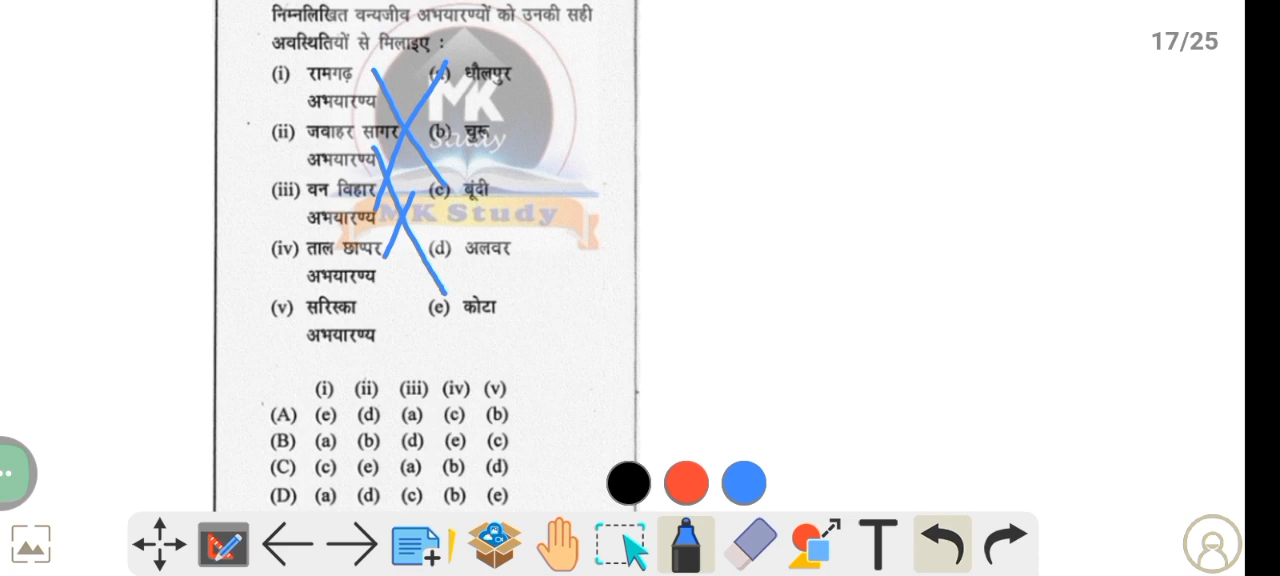 निम्नलिखित वन्यजीव अभयारण्यों को उनकी सही
अवस्थितियों से मिलाइए :
(i) रामगढ़ (a) धौलपुर
अभयारण्य
(ii) जवाहर सागर (b) चुरू
अभयारण्य
(iii) वन विहार (c) बूंदी
अभयारण्य
(iv) ताल छाप्पर (d) अलवर
अभयारण्य
(v) सरिस्का (e) कोटा
अभयारण्य
(i) (ii) (iii) (iv) (v)
(A) (e) (d) (a) (c) (b)
(B) (a) (b) (d) (e) (c)
(C) (c) (e) (a) (b) (d)
(D) (a) (d) (c) (b) (e)
17/25
MK
Study
MK Study
T